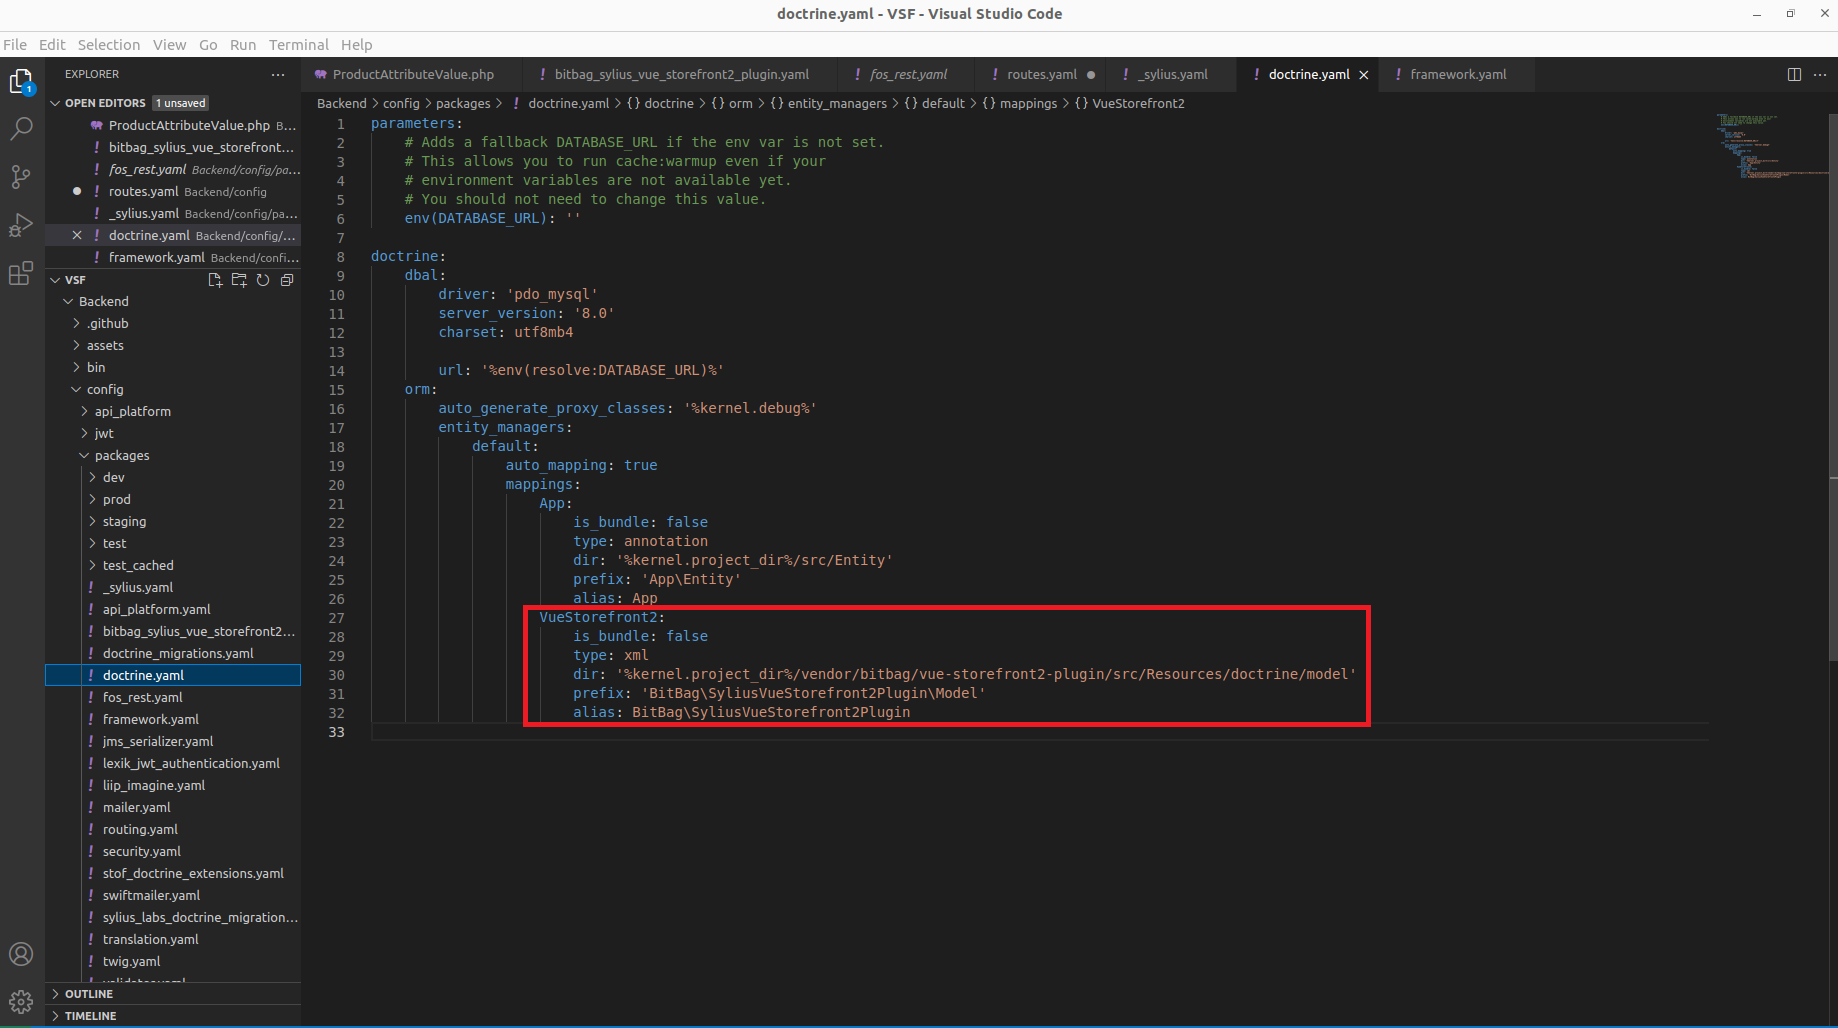 doctrine.yaml - VSF - Visual Studio Code
File Edit Selection View Go Run Terminal Help
EXPLORER
OPEN EDITORS 1 unsaved
ProductAttributeValue.php B...
bitbag_sylius_vue_storefront...
fos_rest.yaml Backend/config/pa...
routes.yaml Backend/config
_sylius.yaml Backend/config/pa...
doctrine.yaml Backend/config/...
framework.yaml Backend/confi...
VSF
Backend
.github
assets
bin
config
api_platform
jwt
packages
dev
prod
staging
test
test_cached
_sylius.yaml
api_platform.yaml
bitbag_sylius_vue_storefront2...
doctrine_migrations.yaml
doctrine.yaml
fos_rest.yaml
framework.yaml
jms_serializer.yaml
lexik_jwt_authentication.yaml
liip_imagine.yaml
mailer.yaml
routing.yaml
security.yaml
stof_doctrine_extensions.yaml
swiftmailer.yaml
sylius_labs_doctrine_migration...
translation.yaml
twig.yaml
OUTLINE
TIMELINE
1
ProductAttributeValue.php bitbag_sylius_vue_storefront2_plugin.yaml fos_rest.yaml routes.yaml _sylius.yaml doctrine.yaml framework.yaml
Backend > config > packages > ! doctrine.yaml > {} doctrine > {} orm > {} entity_managers > {} default > {} mappings > {} VueStorefront2
1 parameters:
2 # Adds a fallback DATABASE_URL if the env var is not set.
3 # This allows you to run cache:warmup even if your
4 # environment variables are not available yet.
5 # You should not need to change this value.
6 env(DATABASE_URL): ''
7
8 doctrine:
9 dbal:
10 driver: 'pdo_mysql'
11 server_version: '8.0'
12 charset: utf8mb4
13
14 url: '%env(resolve:DATABASE_URL)%'
15 orm:
16 auto_generate_proxy_classes: '%kernel.debug%'
17 entity_managers:
18 default:
19 auto_mapping: true
20 mappings:
21 App:
22 is_bundle: false
23 type: annotation
24 dir: '%kernel.project_dir%/src/Entity'
25 prefix: 'App\Entity'
26 alias: App
27 VueStorefront2:
28 is_bundle: false
29 type: xml
30 dir: '%kernel.project_dir%/vendor/bitbag/vue-storefront2-plugin/src/Resources/doctrine/model'
31 prefix: 'BitBag\SyliusVueStorefront2Plugin\Model'
32 alias: BitBag\SyliusVueStorefront2Plugin
33